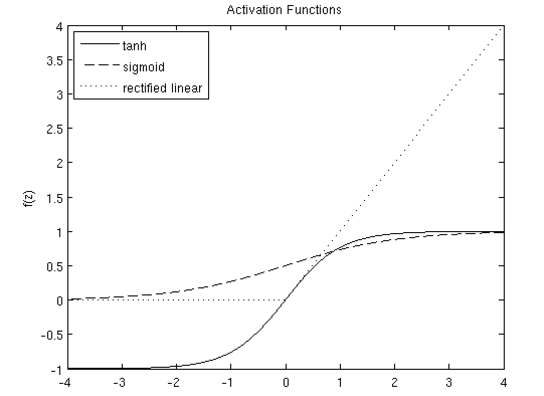 Activation Functions
tanh
sigmoid
rectified linear
f(z)
4
3.5
3
2.5
2
1.5
1
0.5
0
-0.5
-1
-4 -3 -2 -1 0 1 2 3 4